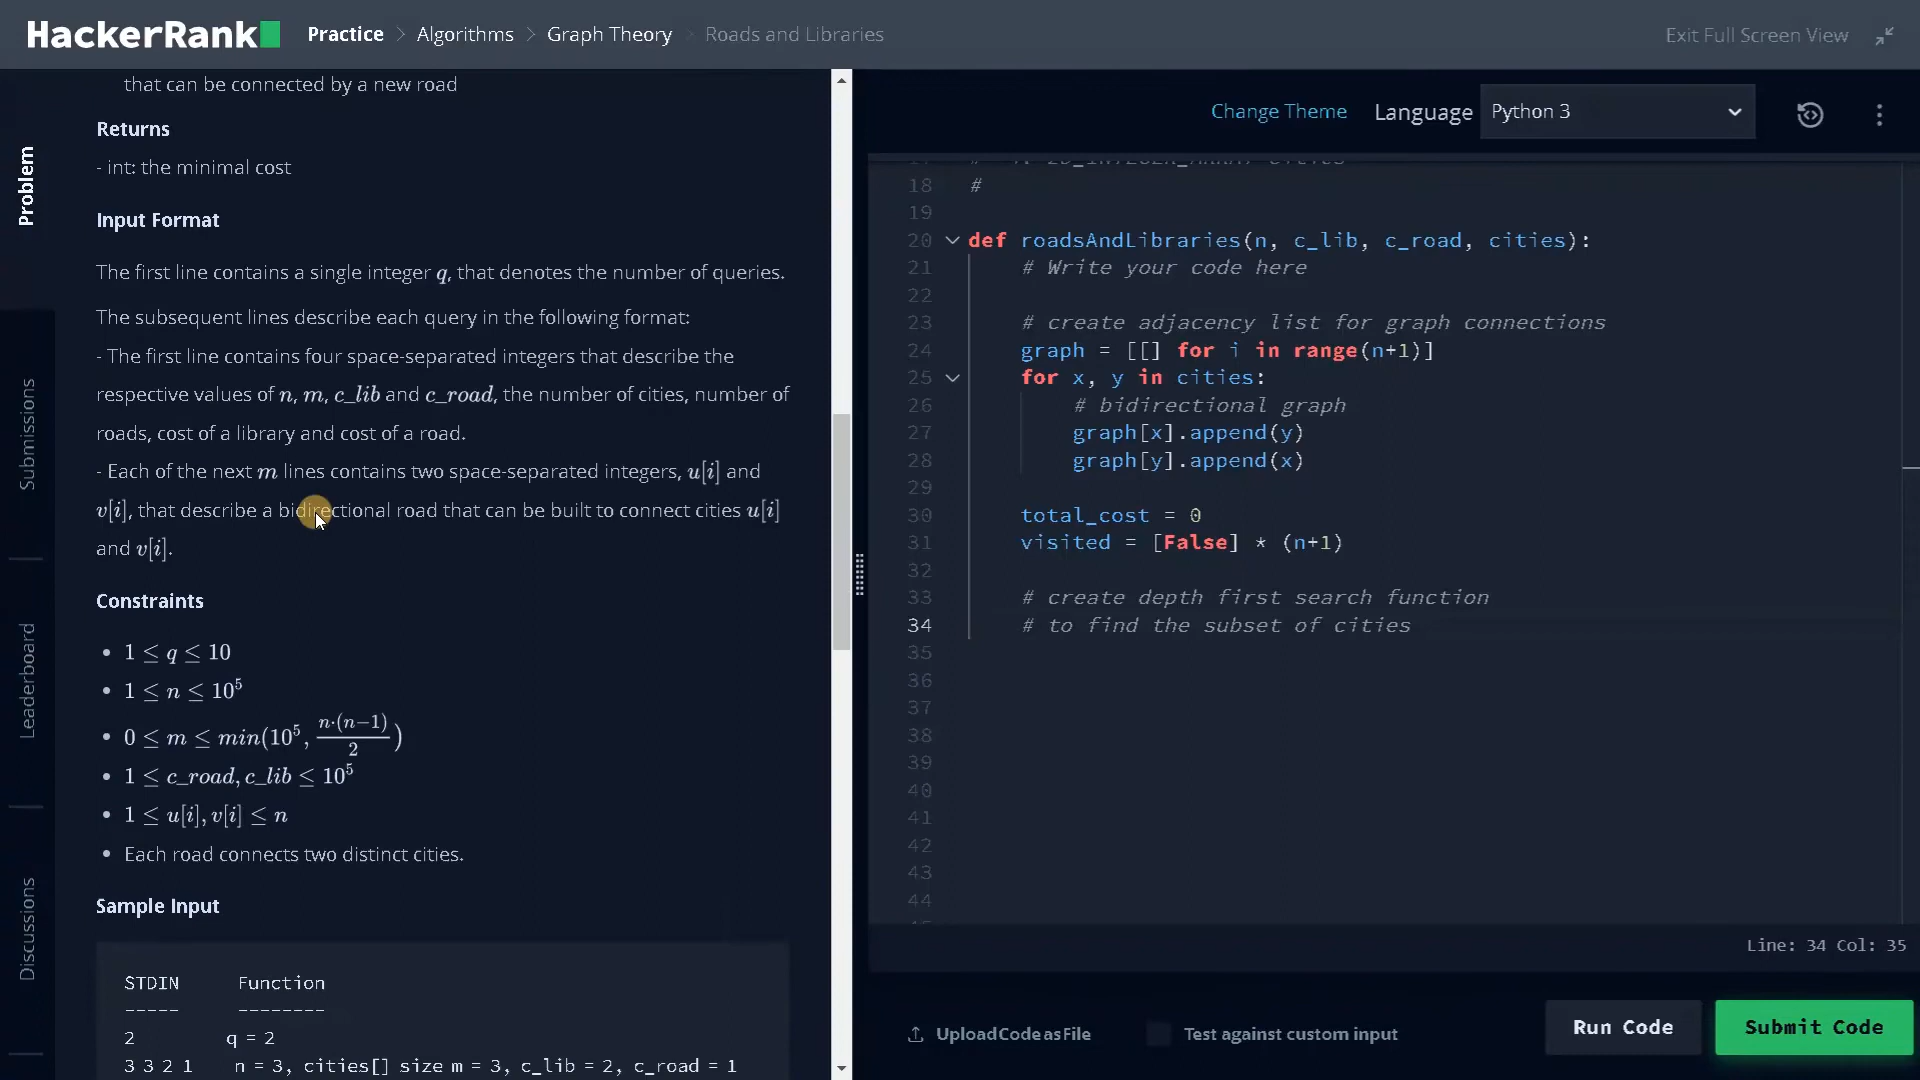 HackerRank Practice > Algorithms > Graph Theory > Roads and Libraries Exit Full Screen View
Problem
Submissions
Leaderboard
Discussions
that can be connected by a new road
Returns
- int: the minimal cost
Input Format
The first line contains a single integer q, that denotes the number of queries.
The subsequent lines describe each query in the following format:
- The first line contains four space-separated integers that describe the
respective values of n, m, c_lib and c_road, the number of cities, number of
roads, cost of a library and cost of a road.
- Each of the next m lines contains two space-separated integers, u[i] and
v[i], that describe a bidirectional road that can be built to connect cities u[i]
and v[i].
Constraints
• 1 ≤ q ≤ 10
• 1 ≤ n ≤ 10⁵
• 0 ≤ m ≤ min(10⁵, n·(n−1)/2)
• 1 ≤ c_road, c_lib ≤ 10⁵
• 1 ≤ u[i], v[i] ≤ n
• Each road connects two distinct cities.
Sample Input
STDIN Function
----- --------
2 q = 2
3 3 2 1 n = 3, cities[] size m = 3, c_lib = 2, c_road = 1
Change Theme Language Python 3
18 #
19
20 def roadsAndLibraries(n, c_lib, c_road, cities):
21 # Write your code here
22
23 # create adjacency list for graph connections
24 graph = [[] for i in range(n+1)]
25 for x, y in cities:
26 # bidirectional graph
27 graph[x].append(y)
28 graph[y].append(x)
29
30 total_cost = 0
31 visited = [False] * (n+1)
32
33 # create depth first search function
34 # to find the subset of cities
35
36
37
38
39
40
41
42
43
44
Line: 34 Col: 35
Upload Code as File Test against custom input Run Code Submit Code